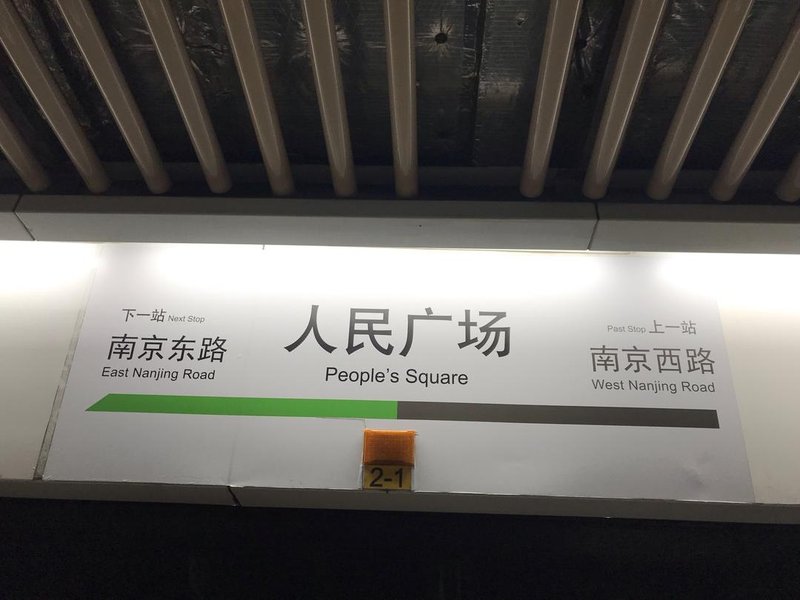 下一站 Next Stop
南京东路
East Nanjing Road
人民广场
People's Square
Past Stop 上一站
南京西路
West Nanjing Road
2-1